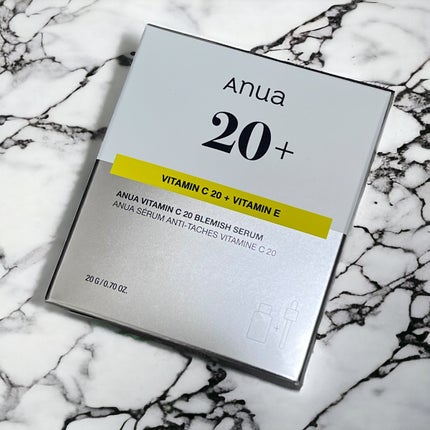 Anua
20+
VITAMIN C 20 + VITAMIN E
ANUA VITAMIN C 20 BLEMISH SERUM
ANUA SÉRUM ANTI-TACHES VITAMINE C 20
20 G / 0.70 OZ.